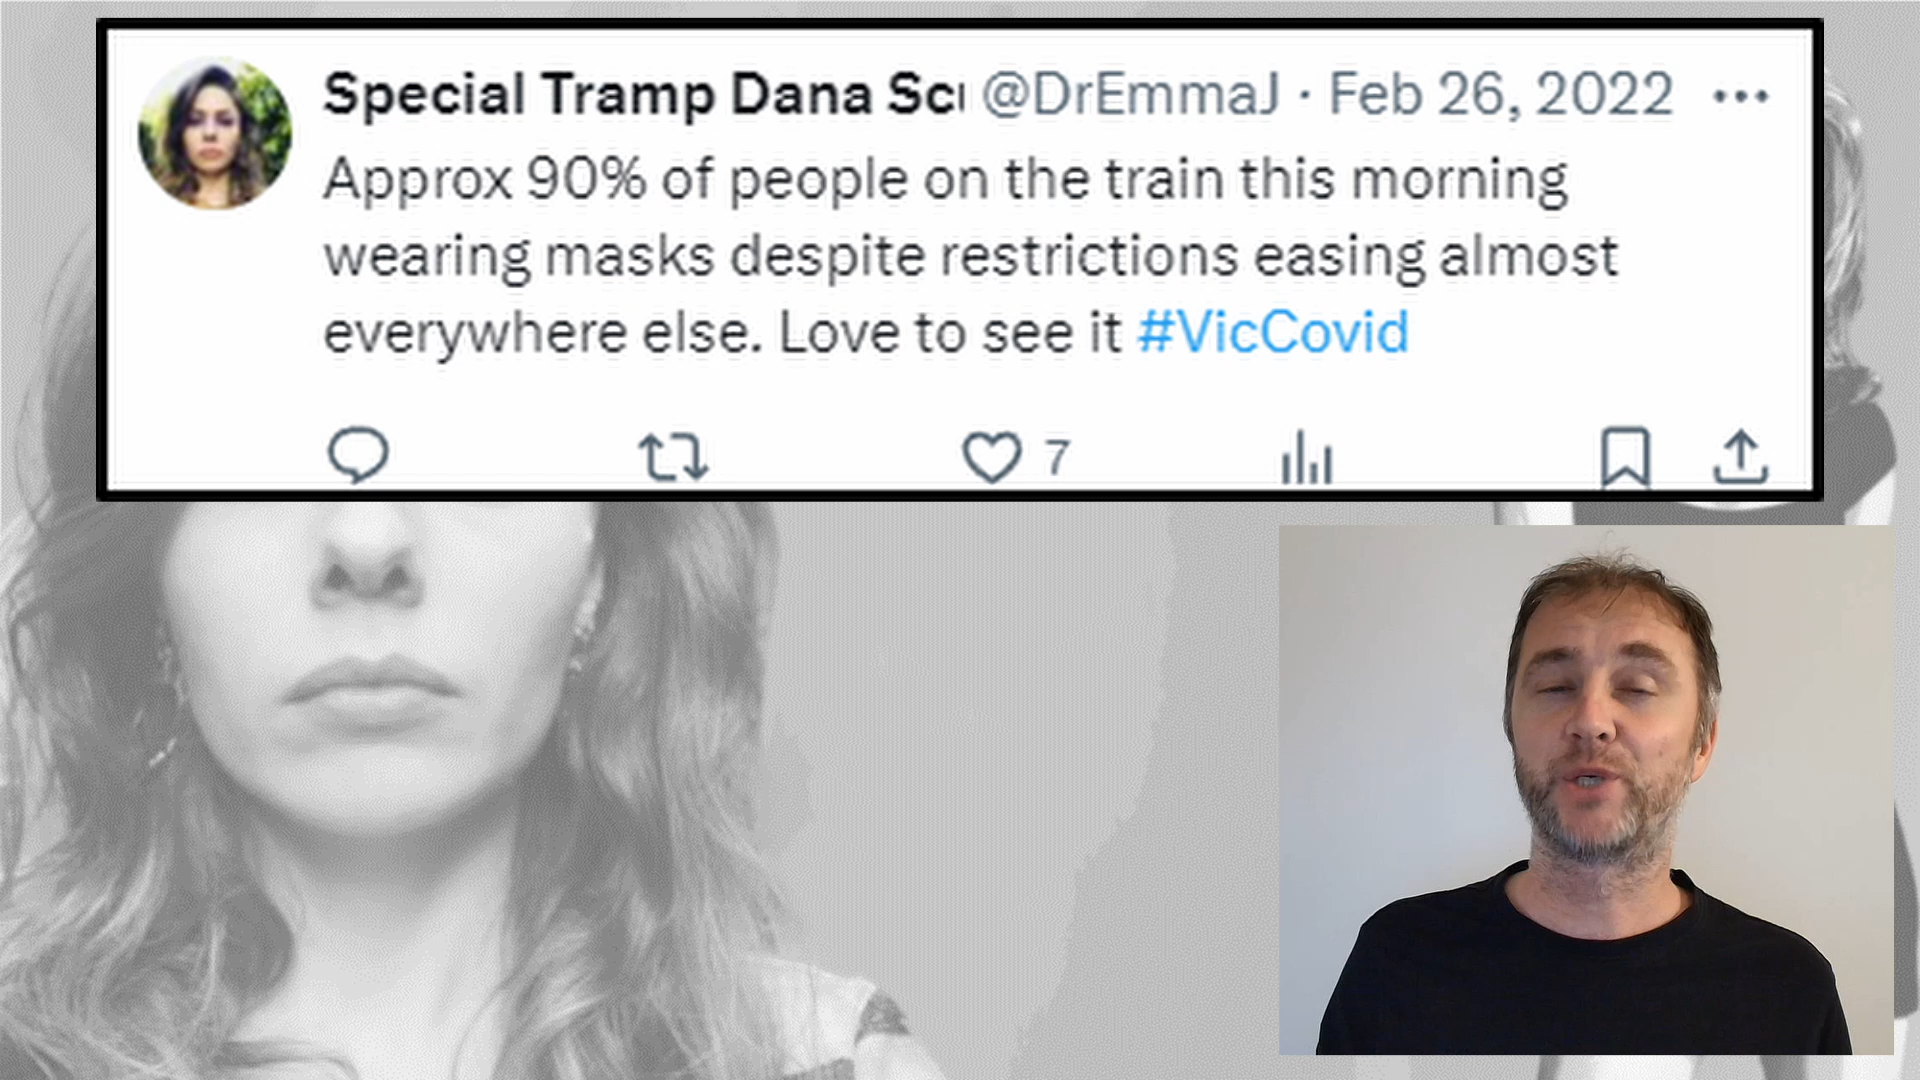 Special Tramp Dana @DrEmmaJ · Feb 26, 2022
Approx 90% of people on the train this morning
wearing masks despite restrictions easing almost
everywhere else. Love to see it #VicCovid
7